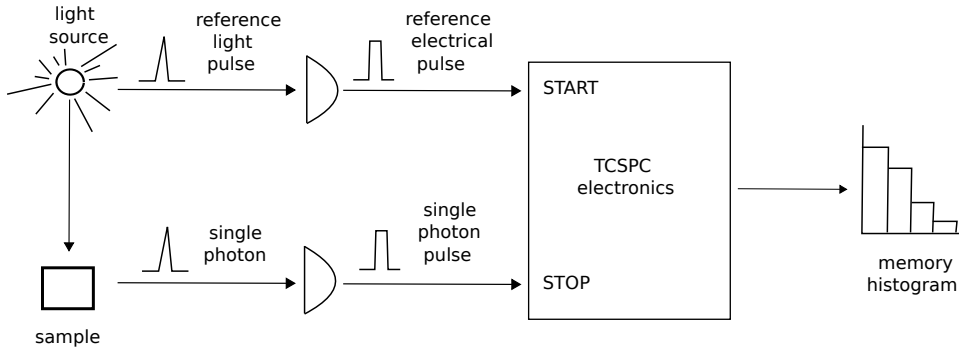 light
source
reference
light
pulse
reference
electrical
pulse
START
TCSPC
electronics
single
photon
single
photon
pulse
STOP
memory
histogram
sample